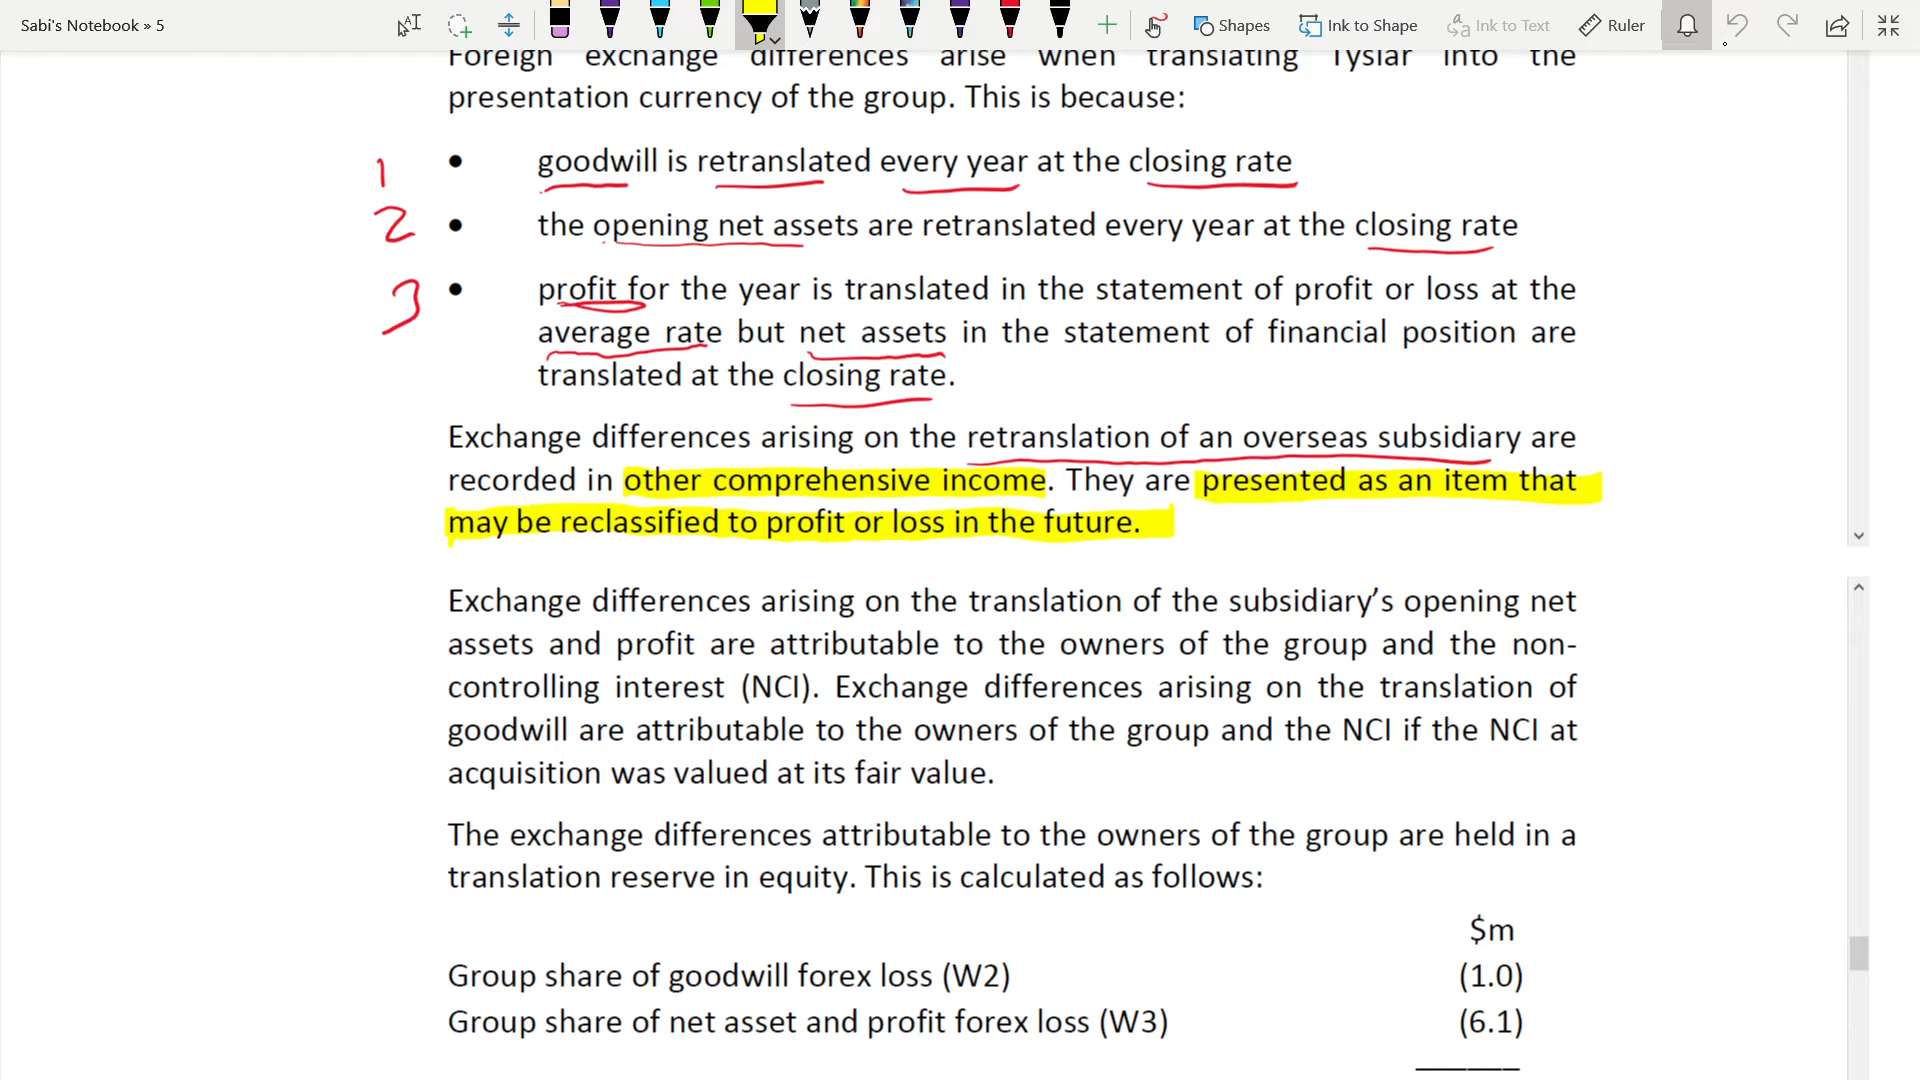 Sabi's Notebook » 5
Shapes
Ink to Shape
Ink to Text
Ruler
Foreign exchange differences arise when translating Tyslar into the
presentation currency of the group. This is because:
1 • goodwill is retranslated every year at the closing rate
2 • the opening net assets are retranslated every year at the closing rate
3 • profit for the year is translated in the statement of profit or loss at the
average rate but net assets in the statement of financial position are
translated at the closing rate.
Exchange differences arising on the retranslation of an overseas subsidiary are
recorded in other comprehensive income. They are presented as an item that
may be reclassified to profit or loss in the future.
Exchange differences arising on the translation of the subsidiary’s opening net
assets and profit are attributable to the owners of the group and the non-
controlling interest (NCI). Exchange differences arising on the translation of
goodwill are attributable to the owners of the group and the NCI if the NCI at
acquisition was valued at its fair value.
The exchange differences attributable to the owners of the group are held in a
translation reserve in equity. This is calculated as follows:
$m
Group share of goodwill forex loss (W2) (1.0)
Group share of net asset and profit forex loss (W3) (6.1)